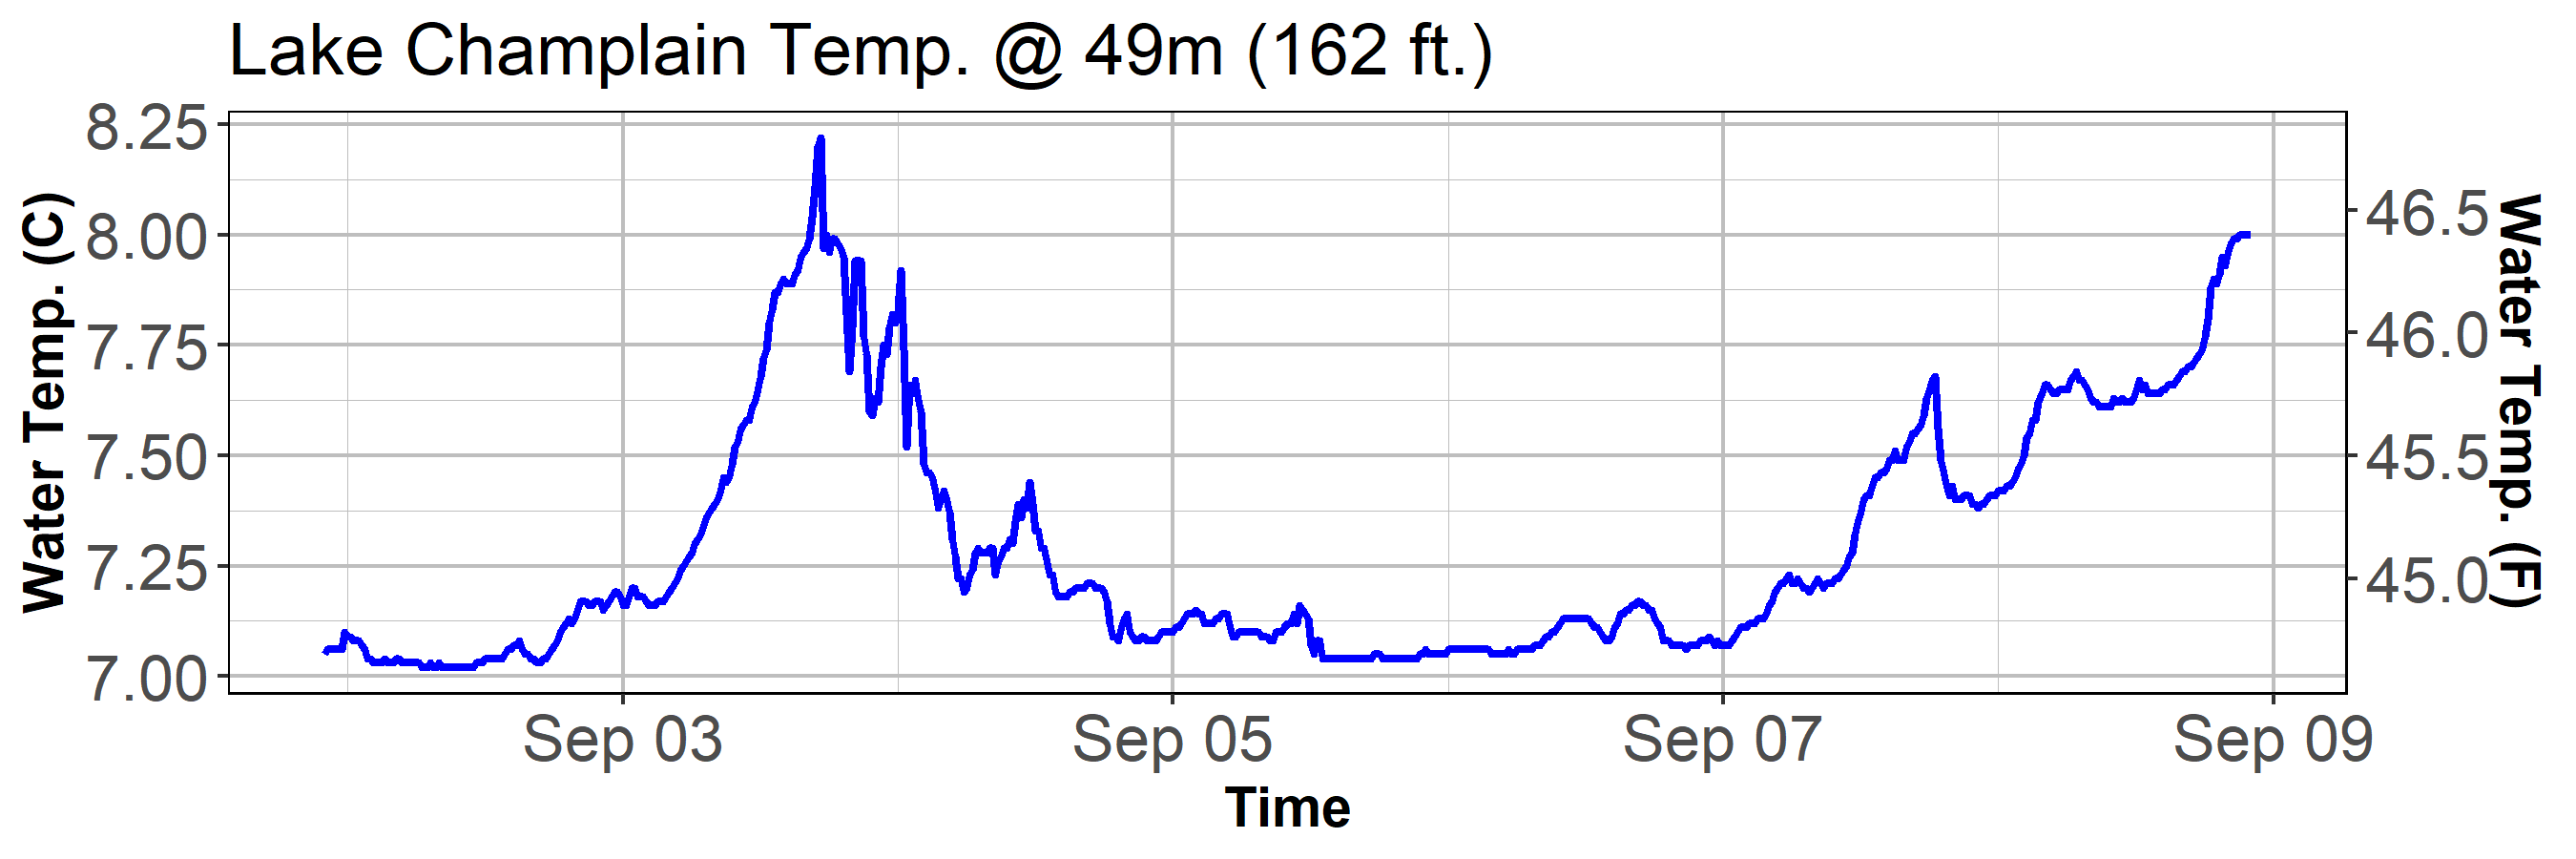 Lake Champlain Temp. @ 49m (162 ft.)
Water Temp. (C)
8.25
8.00
7.75
7.50
7.25
7.00
46.5
46.0
45.5
45.0
Water Temp. (F)
Sep 03
Sep 05
Sep 07
Sep 09
Time